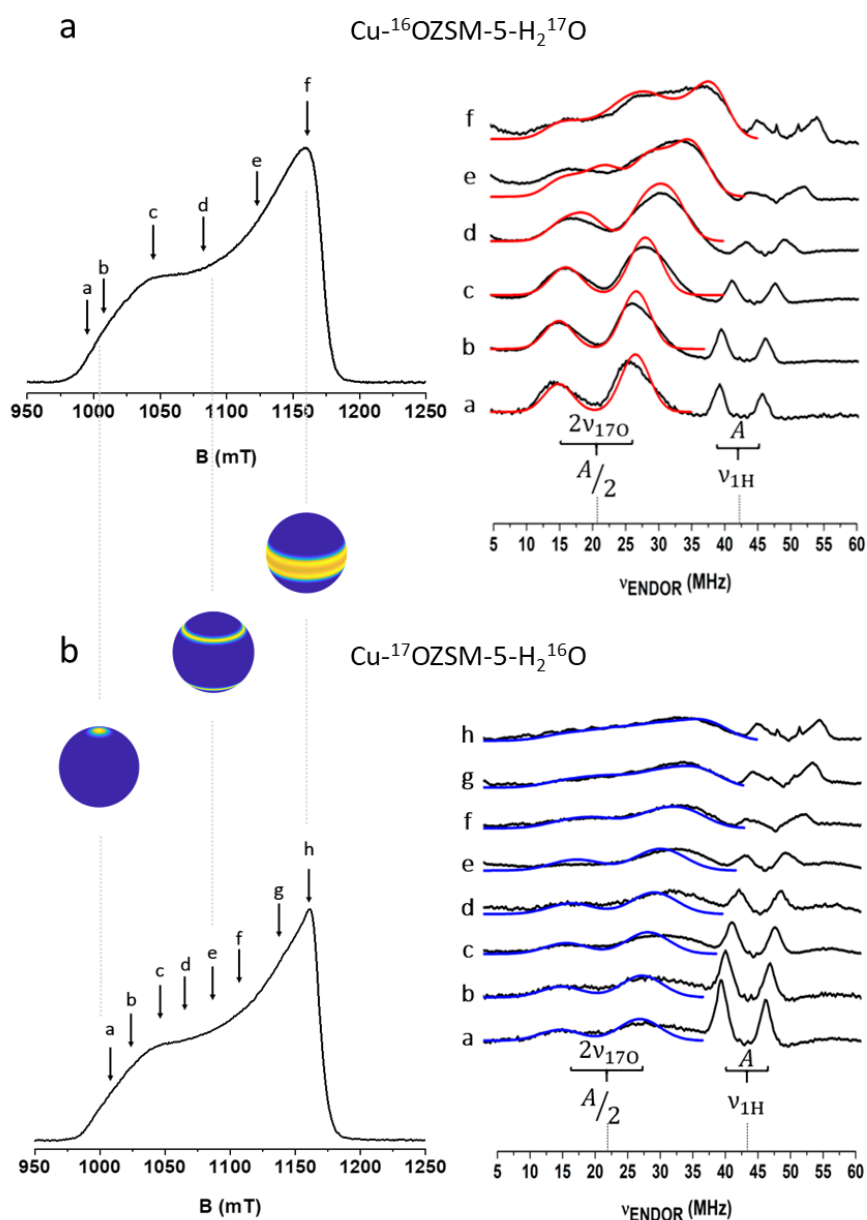 a
Cu-¹⁶OZSM-5-H₂¹⁷O
a
b
c
d
e
f
950 1000 1050 1100 1150 1200 1250
B (mT)
f
e
d
c
b
a
2ν₁₇O
A/2
A
ν₁H
5 10 15 20 25 30 35 40 45 50 55 60
νENDOR (MHz)
b
Cu-¹⁷OZSM-5-H₂¹⁶O
a
b
c
d
e
f
g
h
950 1000 1050 1100 1150 1200 1250
B (mT)
h
g
f
e
d
c
b
a
2ν₁₇O
A/2
A
ν₁H
5 10 15 20 25 30 35 40 45 50 55 60
νENDOR (MHz)